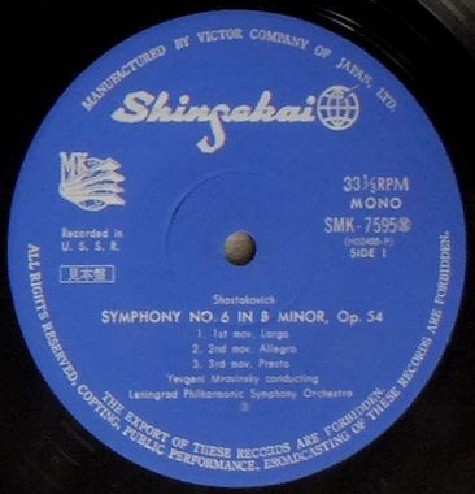 MANUFACTURED BY VICTOR COMPANY OF JAPAN, LTD.
Shinsekai
MK
33⅓RPM
MONO
SMK-7595Ⓜ
SIDE 1
Recorded in
U. S. S. R.
見本盤
Shostakovich
SYMPHONY NO. 6 IN B MINOR, Op. 54
1. 1st mov. Largo
2. 2nd mov. Allegro
3. 3rd mov. Presto
Yevgeni Mravinsky conducting
Leningrad Philharmonic Symphony Orchestra
ALL RIGHTS RESERVED, COPYING, PUBLIC PERFORMANCE, BROADCASTING OF THESE RECORDS ARE FORBIDDEN.
THE EXPORT OF THESE RECORDS ARE FORBIDDEN.